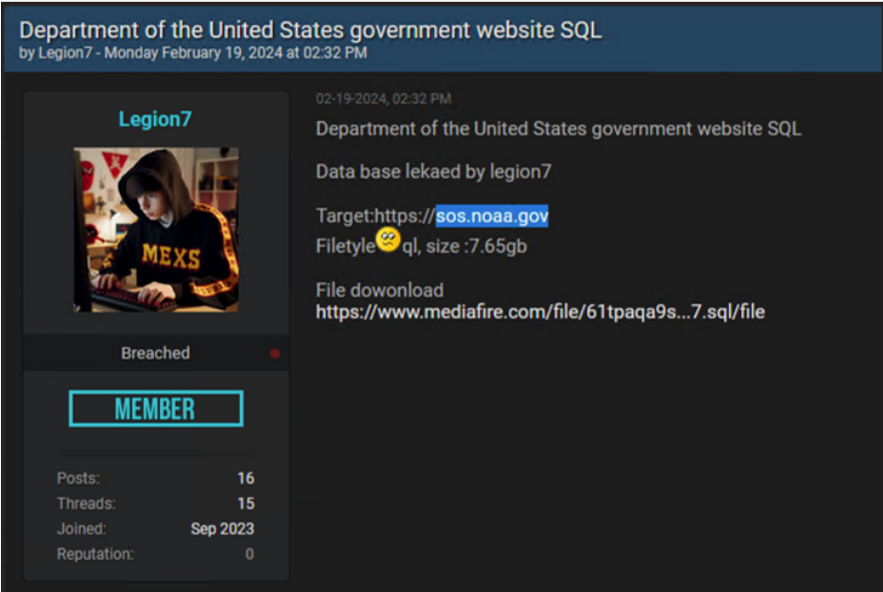 Department of the United States government website SQL
by Legion7 - Monday February 19, 2024 at 02:32 PM
Legion7
MEXS
Breached
MEMBER
Posts: 16
Threads: 15
Joined: Sep 2023
Reputation: 0
02-19-2024, 02:32 PM
Department of the United States government website SQL
Data base lekaed by legion7
Target:https://sos.noaa.gov
Filetyle ql, size :7.65gb
File dowonload
https://www.mediafire.com/file/61tpaqa9s...7.sql/file